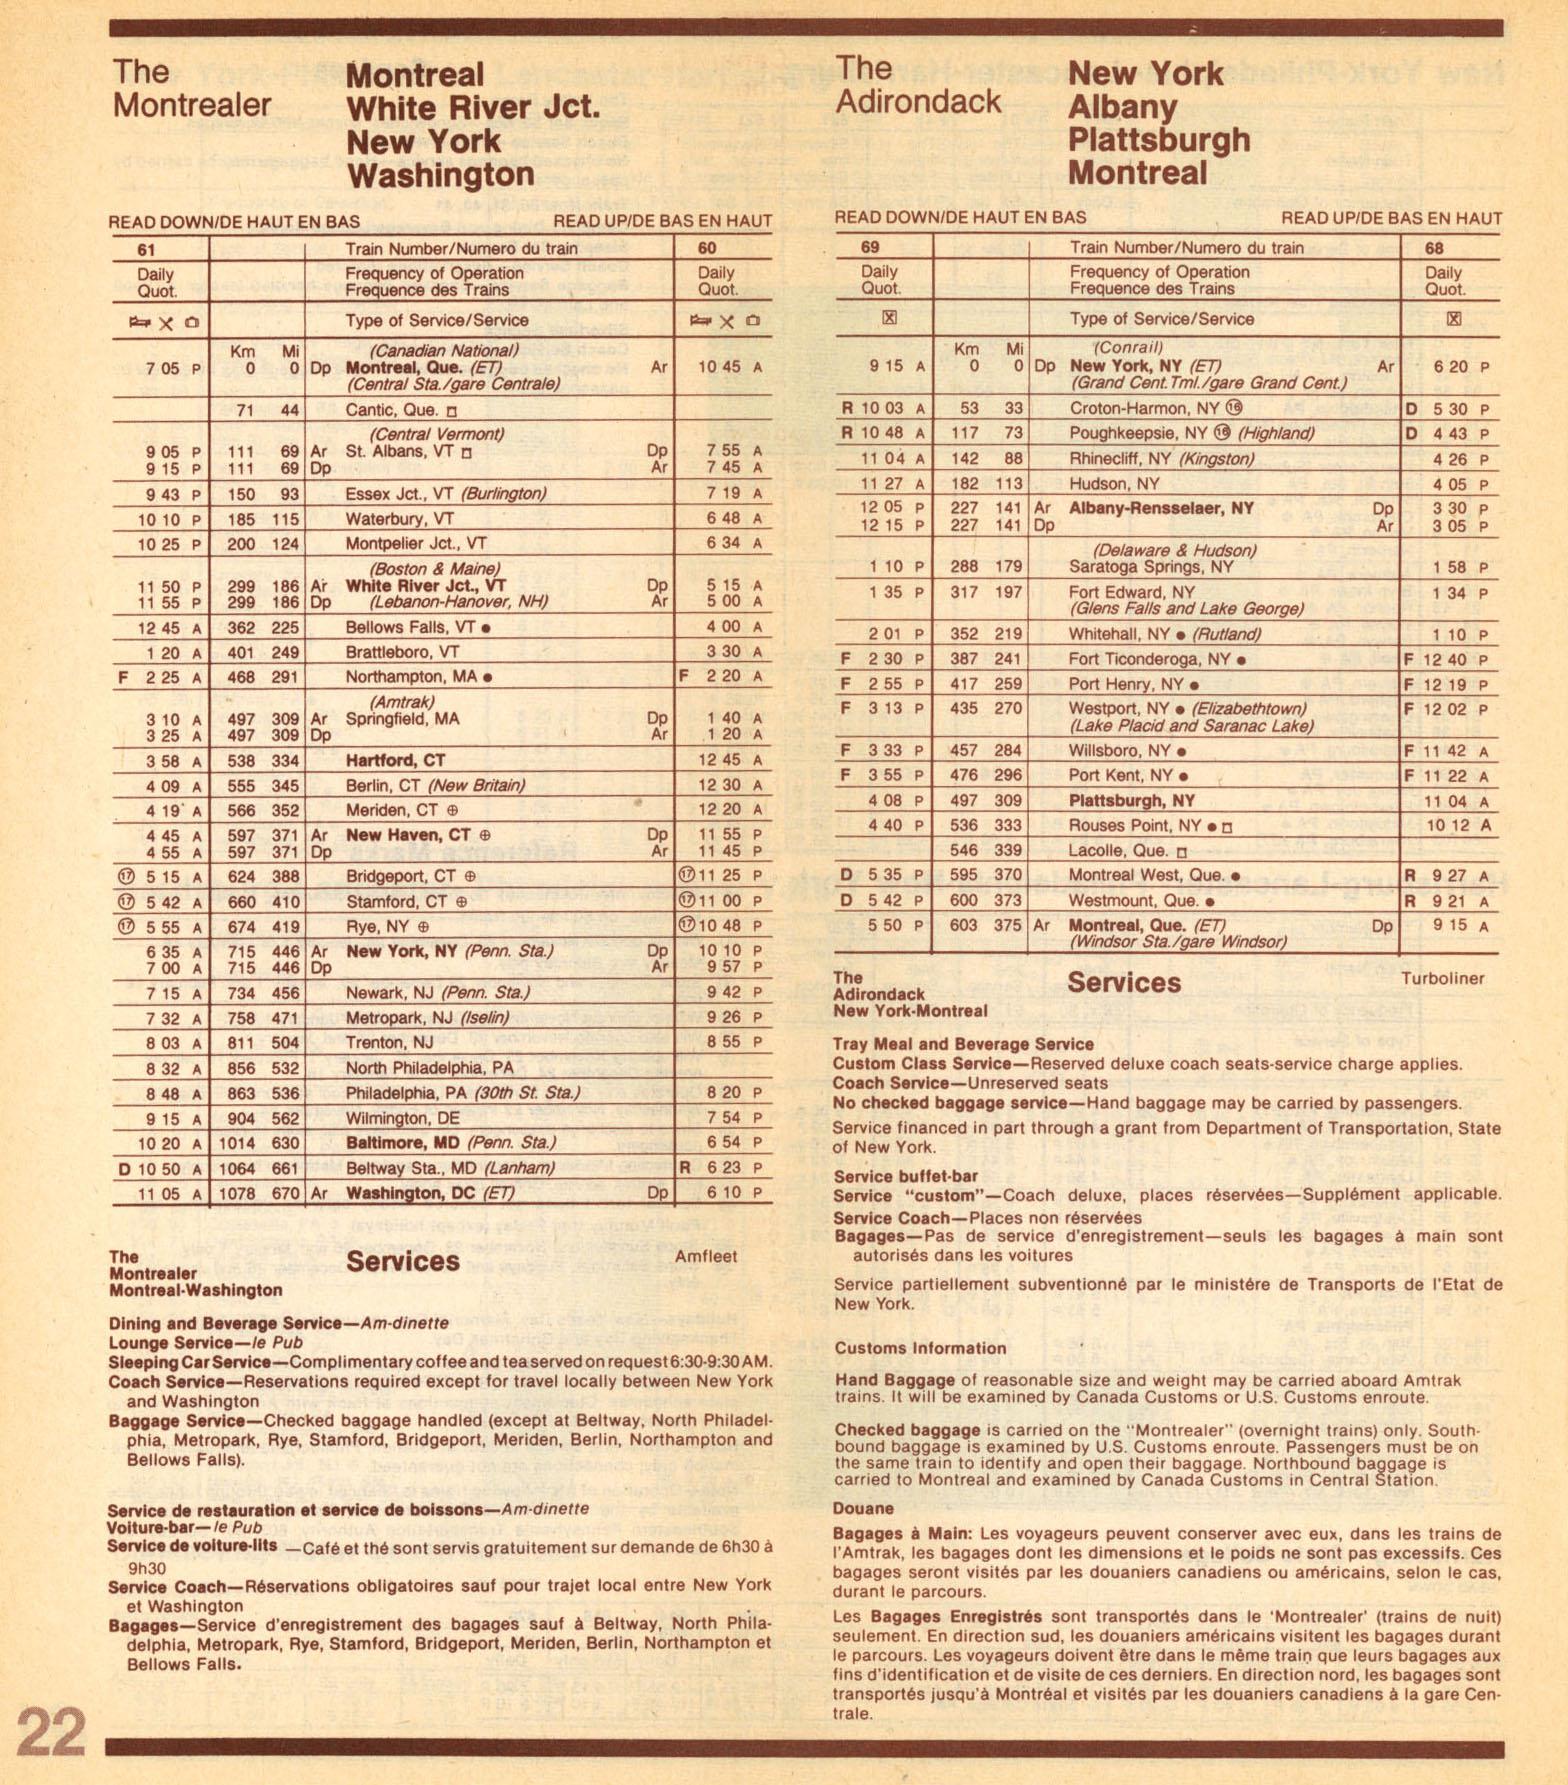 The
Montrealer
Montreal
White River Jct.
New York
Washington
READ DOWN/DE HAUT EN BAS READ UP/DE BAS EN HAUT
61 Train Number/Numero du train 60
Daily Frequency of Operation Daily
Quot. Frequence des Trains Quot.
Type of Service/Service
Km Mi (Canadian National)
7 05 P 0 0 Dp Montreal, Que. (ET) Ar 10 45 A
(Central Sta./gare Centrale)
71 44 Cantic, Que.
(Central Vermont)
9 05 P 111 69 Ar St. Albans, VT Dp 7 55 A
9 15 P 111 69 Dp Ar 7 45 A
9 43 P 150 93 Essex Jct., VT (Burlington) 7 19 A
10 10 P 185 115 Waterbury, VT 6 48 A
10 25 P 200 124 Montpelier Jct., VT 6 34 A
(Boston & Maine)
11 50 P 299 186 Ar White River Jct., VT Dp 5 15 A
11 55 P 299 186 Dp (Lebanon-Hanover, NH) Ar 5 00 A
12 45 A 362 225 Bellows Falls, VT ● 4 00 A
1 20 A 401 249 Brattleboro, VT 3 30 A
F 2 25 A 468 291 Northampton, MA ● F 2 20 A
(Amtrak)
3 10 A 497 309 Ar Springfield, MA Dp 1 40 A
3 25 A 497 309 Dp Ar 1 20 A
3 58 A 538 334 Hartford, CT 12 45 A
4 09 A 555 345 Berlin, CT (New Britain) 12 30 A
4 19 A 566 352 Meriden, CT ⊕ 12 20 A
4 45 A 597 371 Ar New Haven, CT ⊕ Dp 11 55 P
4 55 A 597 371 Dp Ar 11 45 P
⑰ 5 15 A 624 388 Bridgeport, CT ⊕ ⑰ 11 25 P
⑰ 5 42 A 660 410 Stamford, CT ⊕ ⑰ 11 00 P
⑰ 5 55 A 674 419 Rye, NY ⊕ ⑰ 10 48 P
6 35 A 715 446 Ar New York, NY (Penn. Sta.) Dp 10 10 P
7 00 A 715 446 Dp Ar 9 57 P
7 15 A 734 456 Newark, NJ (Penn. Sta.) 9 42 P
7 32 A 758 471 Metropark, NJ (Iselin) 9 26 P
8 03 A 811 504 Trenton, NJ 8 55 P
8 32 A 856 532 North Philadelphia, PA
8 48 A 863 536 Philadelphia, PA (30th St. Sta.) 8 20 P
9 15 A 904 562 Wilmington, DE 7 54 P
10 20 A 1014 630 Baltimore, MD (Penn. Sta.) 6 54 P
D 10 50 A 1064 661 Beltway Sta., MD (Lanham) R 6 23 P
11 05 A 1078 670 Ar Washington, DC (ET) Dp 6 10 P
The
Montrealer
Montreal-Washington
Services
Amfleet
Dining and Beverage Service—Am-dinette
Lounge Service—le Pub
Sleeping Car Service—Complimentary coffee and tea served on request 6:30-9:30 AM.
Coach Service—Reservations required except for travel locally between New York
and Washington
Baggage Service—Checked baggage handled (except at Beltway, North Philadel-
phia, Metropark, Rye, Stamford, Bridgeport, Meriden, Berlin, Northampton and
Bellows Falls).
Service de restauration et service de boissons—Am-dinette
Voiture-bar—le Pub
Service de voiture-lits —Café et thé sont servis gratuitement sur demande de 6h30 à
9h30
Service Coach—Réservations obligatoires sauf pour trajet local entre New York
et Washington
Bagages—Service d'enregistrement des bagages sauf à Beltway, North Phila-
delphia, Metropark, Rye, Stamford, Bridgeport, Meriden, Berlin, Northampton et
Bellows Falls.
The
Adirondack
New York
Albany
Plattsburgh
Montreal
READ DOWN/DE HAUT EN BAS READ UP/DE BAS EN HAUT
69 Train Number/Numero du train 68
Daily Frequency of Operation Daily
Quot. Frequence des Trains Quot.
Type of Service/Service
Km Mi (Conrail)
9 15 A 0 0 Dp New York, NY (ET) Ar 6 20 P
(Grand Cent. Tml./gare Grand Cent.)
R 10 03 A 53 33 Croton-Harmon, NY ⑯ D 5 30 P
R 10 48 A 117 73 Poughkeepsie, NY ⑯ (Highland) D 4 43 P
11 04 A 142 88 Rhinecliff, NY (Kingston) 4 26 P
11 27 A 182 113 Hudson, NY 4 05 P
12 05 P 227 141 Ar Albany-Rensselaer, NY Dp 3 30 P
12 15 P 227 141 Dp Ar 3 05 P
(Delaware & Hudson)
1 10 P 288 179 Saratoga Springs, NY 1 58 P
1 35 P 317 197 Fort Edward, NY 1 34 P
(Glens Falls and Lake George)
2 01 P 352 219 Whitehall, NY ● (Rutland) 1 10 P
F 2 30 P 387 241 Fort Ticonderoga, NY ● F 12 40 P
F 2 55 P 417 259 Port Henry, NY ● F 12 19 P
F 3 13 P 435 270 Westport, NY ● (Elizabethtown) F 12 02 P
(Lake Placid and Saranac Lake)
F 3 33 P 457 284 Willsboro, NY ● F 11 42 A
F 3 55 P 476 296 Port Kent, NY ● F 11 22 A
4 08 P 497 309 Plattsburgh, NY 11 04 A
4 40 P 536 333 Rouses Point, NY ● 10 12 A
546 339 Lacolle, Que.
D 5 35 P 595 370 Montreal West, Que. ● R 9 27 A
D 5 42 P 600 373 Westmount, Que. ● R 9 21 A
5 50 P 603 375 Ar Montreal, Que. (ET) Dp 9 15 A
(Windsor Sta./gare Windsor)
The
Adirondack
New York-Montreal
Services
Turboliner
Tray Meal and Beverage Service
Custom Class Service—Reserved deluxe coach seats-service charge applies.
Coach Service—Unreserved seats
No checked baggage service—Hand baggage may be carried by passengers.
Service financed in part through a grant from Department of Transportation, State
of New York.
Service buffet-bar
Service "custom"—Coach deluxe, places réservées—Supplément applicable.
Service Coach—Places non réservées
Bagages—Pas de service d'enregistrement—seuls les bagages à main sont
autorisés dans les voitures
Service partiellement subventionné par le ministére de Transports de l'Etat de
New York.
Customs Information
Hand Baggage of reasonable size and weight may be carried aboard Amtrak
trains. It will be examined by Canada Customs or U.S. Customs enroute.
Checked baggage is carried on the "Montrealer" (overnight trains) only. South-
bound baggage is examined by U.S. Customs enroute. Passengers must be on
the same train to identify and open their baggage. Northbound baggage is
carried to Montreal and examined by Canada Customs in Central Station.
Douane
Bagages à Main: Les voyageurs peuvent conserver avec eux, dans les trains de
l'Amtrak, les bagages dont les dimensions et le poids ne sont pas excessifs. Ces
bagages seront visités par les douaniers canadiens ou américains, selon le cas,
durant le parcours.
Les Bagages Enregistrés sont transportés dans le 'Montrealer' (trains de nuit)
seulement. En direction sud, les douaniers américains visitent les bagages durant
le parcours. Les voyageurs doivent être dans le même train que leurs bagages aux
fins d'identification et de visite de ces derniers. En direction nord, les bagages sont
transportés jusqu'à Montréal et visités par les douaniers canadiens à la gare Cen-
trale.
22